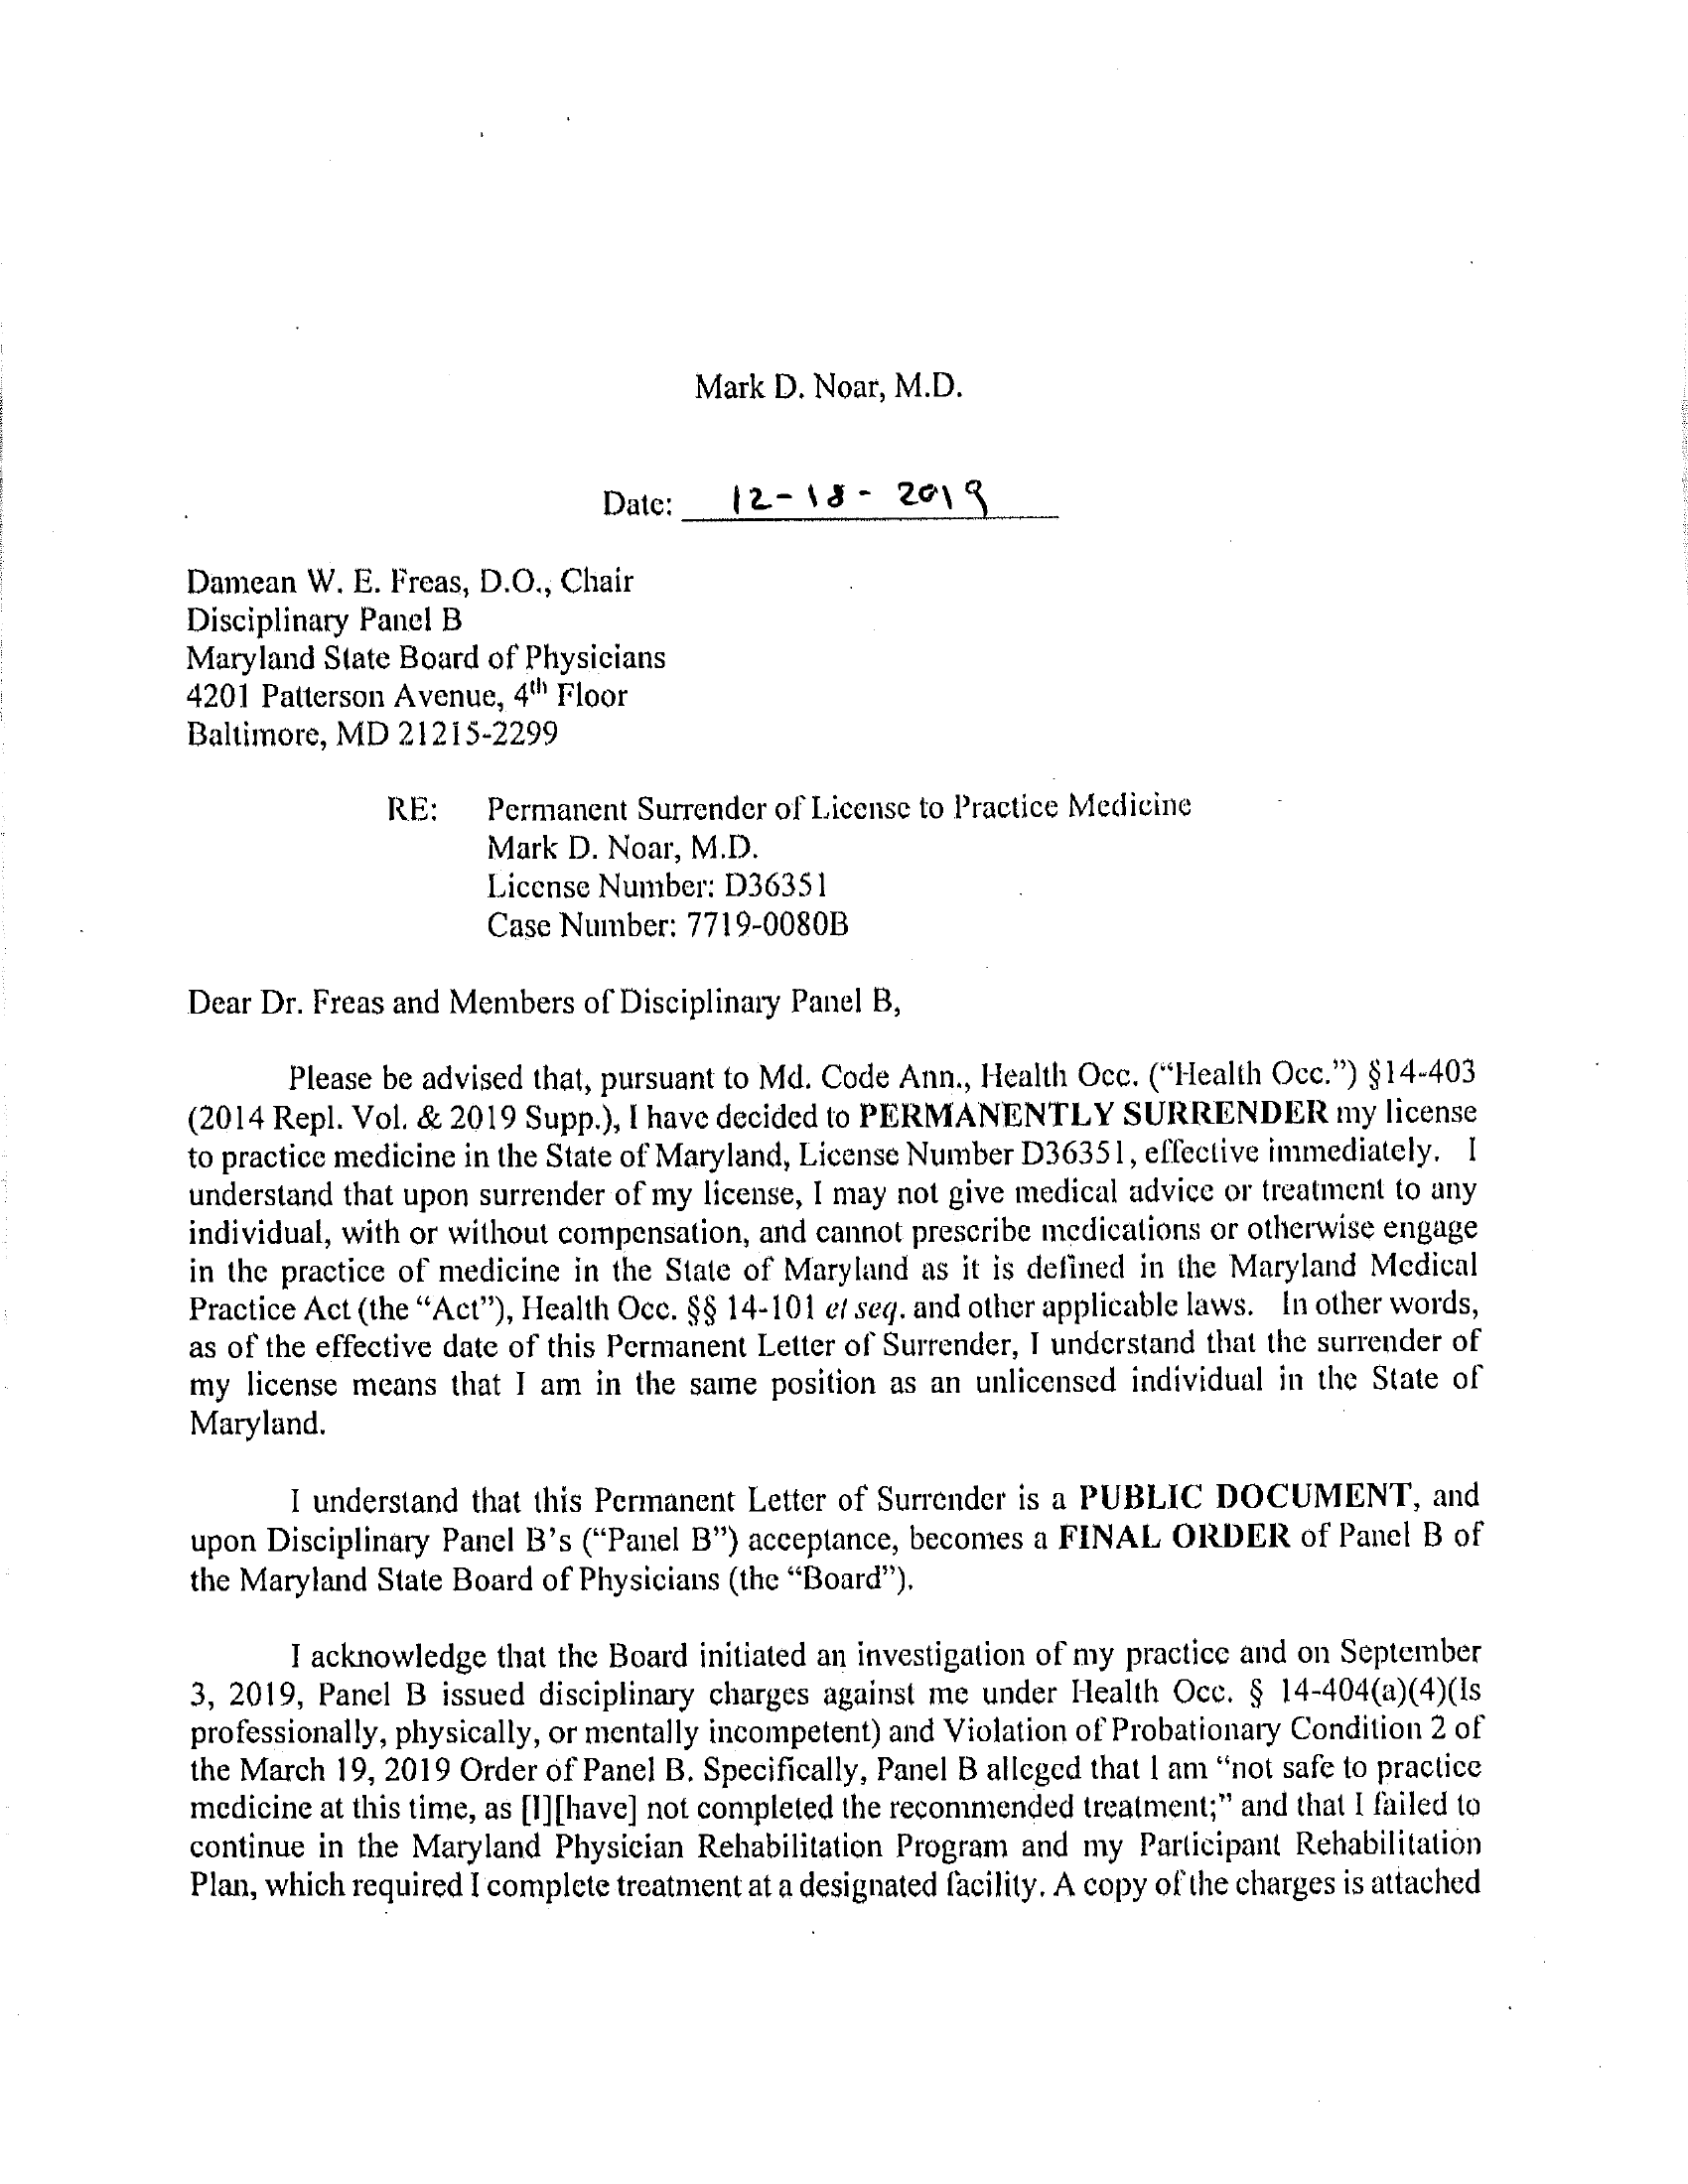 Mark D. Noar, M.D.
Date: 12-18-2019
Damean W. E. Freas, D.O., Chair
Disciplinary Panel B
Maryland State Board of Physicians
4201 Patterson Avenue, 4th Floor
Baltimore, MD 21215-2299
RE: Permanent Surrender of License to Practice Medicine
Mark D. Noar, M.D.
License Number: D36351
Case Number: 7719-0080B
Dear Dr. Freas and Members of Disciplinary Panel B,
Please be advised that, pursuant to Md. Code Ann., Health Occ. (“Health Occ.”) §14-403
(2014 Repl. Vol. & 2019 Supp.), I have decided to PERMANENTLY SURRENDER my license
to practice medicine in the State of Maryland, License Number D36351, effective immediately. I
understand that upon surrender of my license, I may not give medical advice or treatment to any
individual, with or without compensation, and cannot prescribe medications or otherwise engage
in the practice of medicine in the State of Maryland as it is defined in the Maryland Medical
Practice Act (the “Act”), Health Occ. §§ 14-101 et seq. and other applicable laws. In other words,
as of the effective date of this Permanent Letter of Surrender, I understand that the surrender of
my license means that I am in the same position as an unlicensed individual in the State of
Maryland.
I understand that this Permanent Letter of Surrender is a PUBLIC DOCUMENT, and
upon Disciplinary Panel B’s (“Panel B”) acceptance, becomes a FINAL ORDER of Panel B of
the Maryland State Board of Physicians (the “Board”).
I acknowledge that the Board initiated an investigation of my practice and on September
3, 2019, Panel B issued disciplinary charges against me under Health Occ. § 14-404(a)(4)(Is
professionally, physically, or mentally incompetent) and Violation of Probationary Condition 2 of
the March 19, 2019 Order of Panel B. Specifically, Panel B alleged that I am “not safe to practice
medicine at this time, as [I][have] not completed the recommended treatment;” and that I failed to
continue in the Maryland Physician Rehabilitation Program and my Participant Rehabilitation
Plan, which required I complete treatment at a designated facility. A copy of the charges is attached